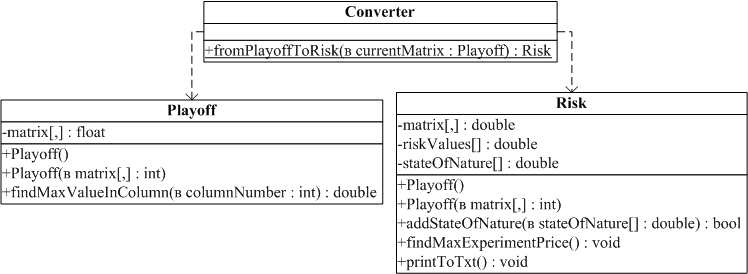 Converter
+fromPlayoffToRisk(в currentMatrix : Playoff) : Risk
Playoff
-matrix[,] : float
+Playoff()
+Playoff(в matrix[,] : int)
+findMaxValueInColumn(в columnNumber : int) : double
Risk
-matrix[,] : double
-riskValues[] : double
-stateOfNature[] : double
+Playoff()
+Playoff(в matrix[,] : int)
+addStateOfNature(в stateOfNature[] : double) : bool
+findMaxExperimentPrice() : void
+printToTxt() : void